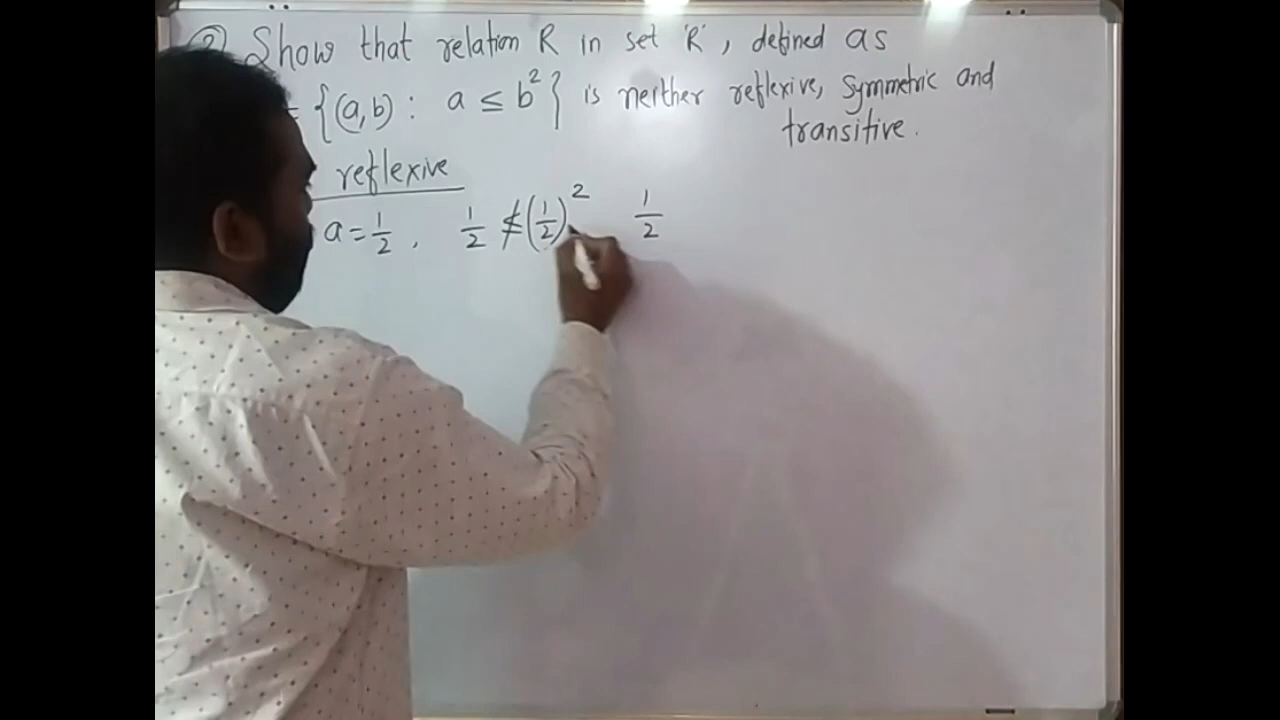 ② Show that relation R in set 'R', defined as
= {(a,b) : a ≤ b²} is neither reflexive, symmetric and
transitive.
reflexive
a = 1/2 , 1/2 ≰ (1/2)² 1/2